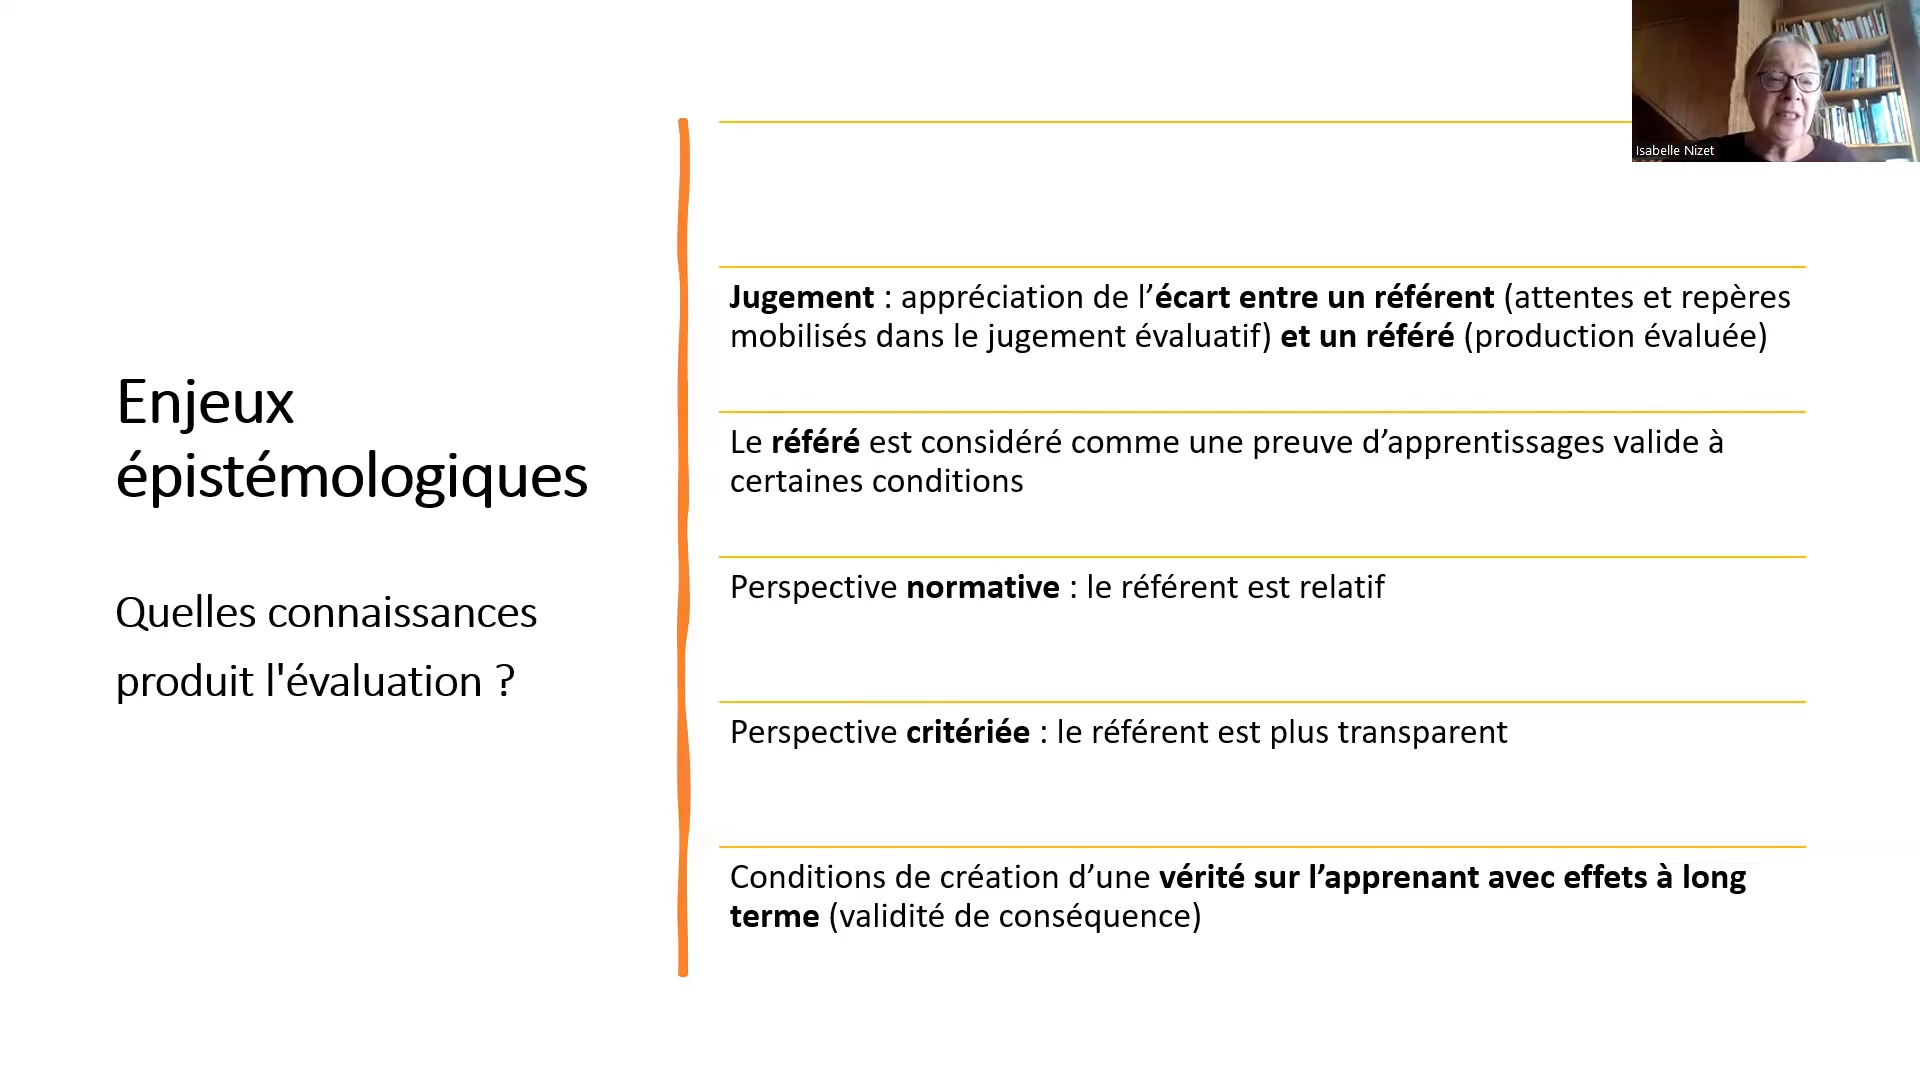 Isabelle Nizet
Enjeux
épistémologiques
Quelles connaissances
produit l'évaluation ?
Jugement : appréciation de l’écart entre un référent (attentes et repères
mobilisés dans le jugement évaluatif) et un référé (production évaluée)
Le référé est considéré comme une preuve d’apprentissages valide à
certaines conditions
Perspective normative : le référent est relatif
Perspective critériée : le référent est plus transparent
Conditions de création d’une vérité sur l’apprenant avec effets à long
terme (validité de conséquence)